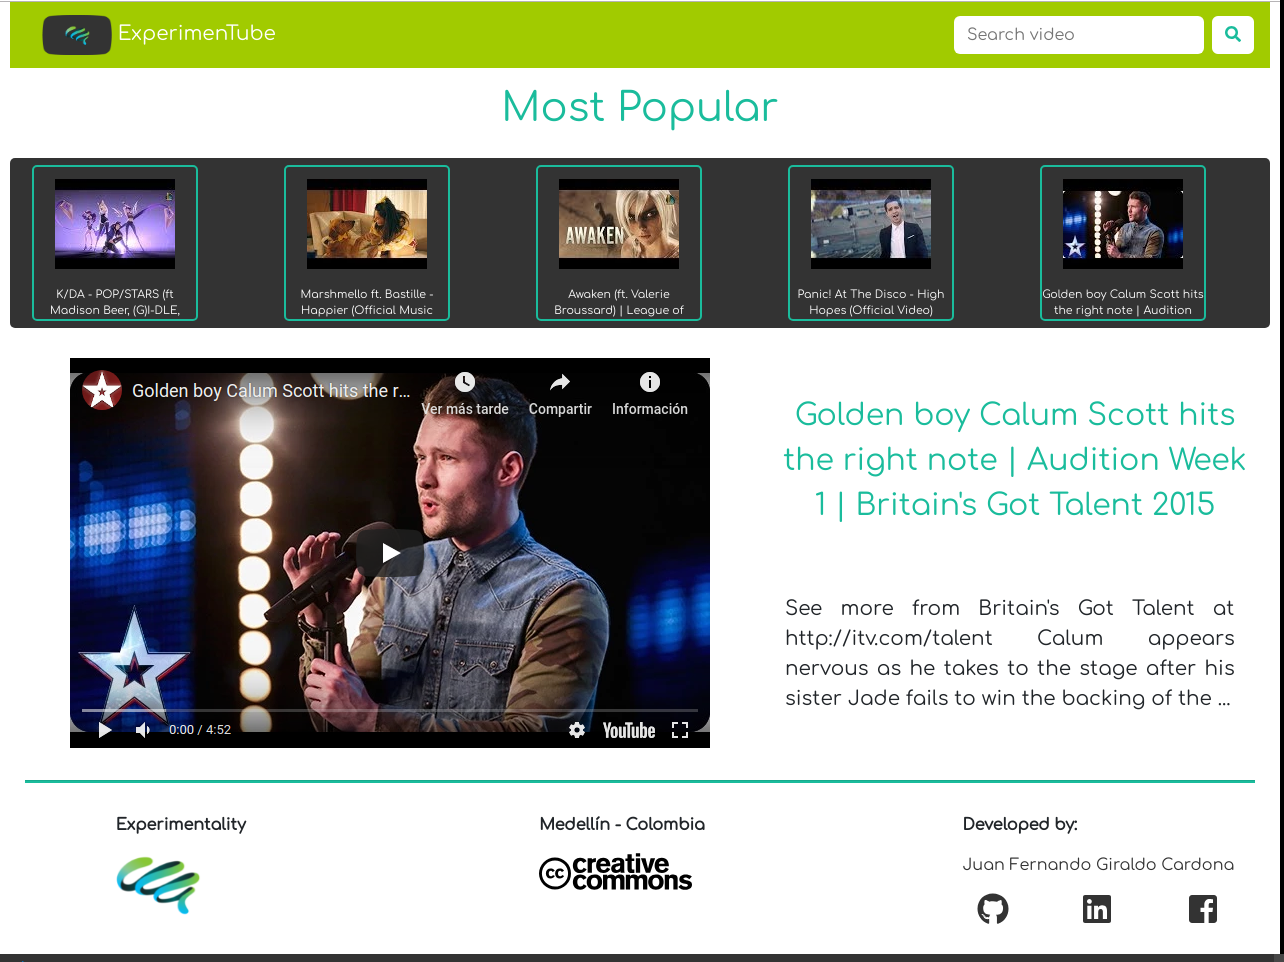 ExperimenTube
Search video
Most Popular
AWAKEN
K/DA - POP/STARS (ft
Madison Beer, (G)I-DLE,
Marshmello ft. Bastille -
Happier (Official Music
Awaken (ft. Valerie
Broussard) | League of
Panic! At The Disco - High
Hopes (Official Video)
Golden boy Calum Scott hits
the right note | Audition
Golden boy Calum Scott hits the r...
Ver más tarde
Compartir
Información
0:00 / 4:52
YouTube
Golden boy Calum Scott hits
the right note | Audition Week
1 | Britain's Got Talent 2015
See more from Britain's Got Talent at
http://itv.com/talent Calum appears
nervous as he takes to the stage after his
sister Jade fails to win the backing of the ...
Experimentality
Medellín - Colombia
cc creative
commons
Developed by:
Juan Fernando Giraldo Cardona
in